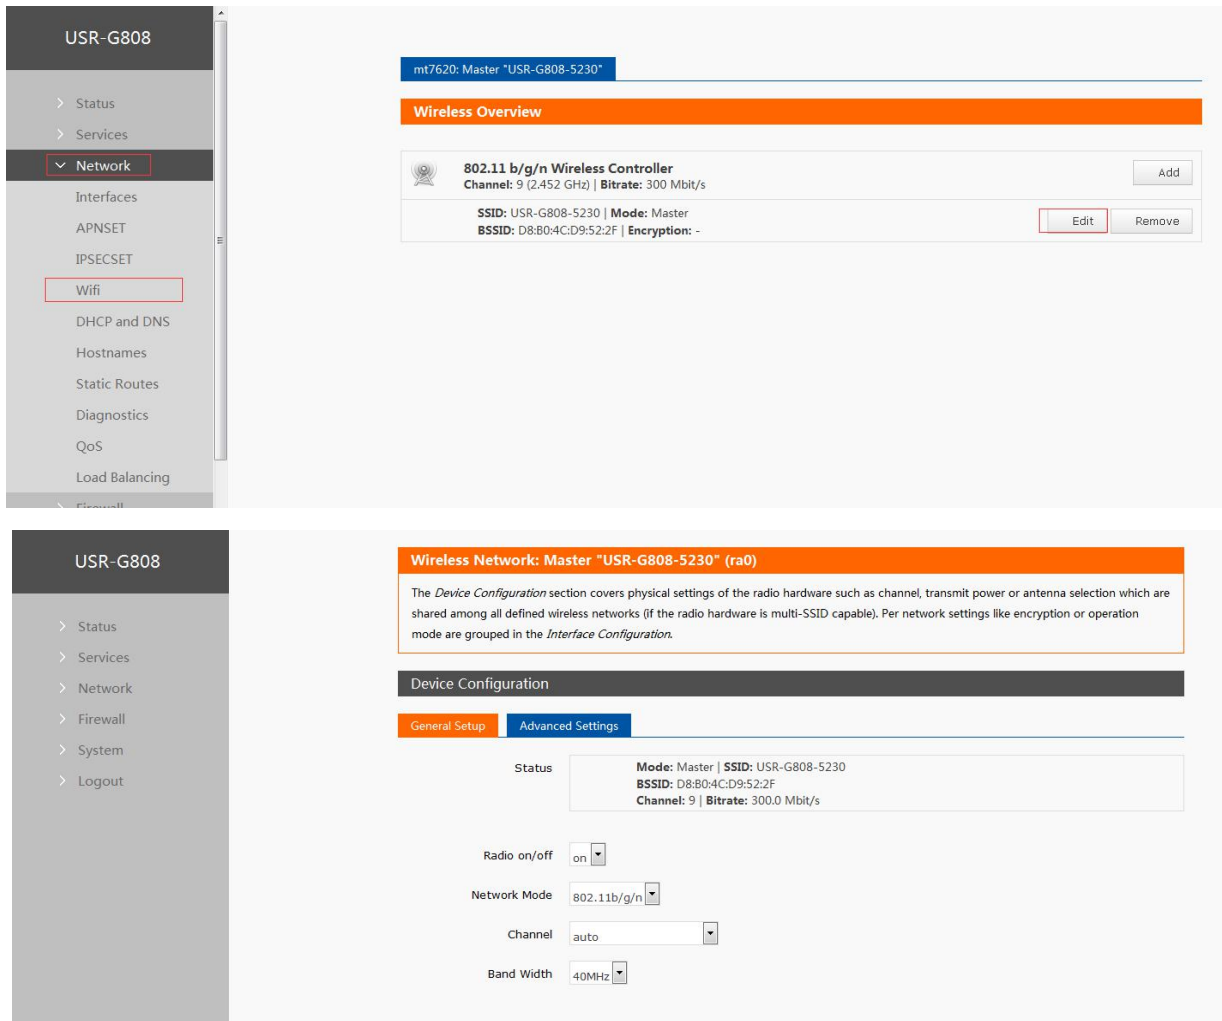 USR-G808
Status
Services
Network
Interfaces
APNSET
IPSECSET
Wifi
DHCP and DNS
Hostnames
Static Routes
Diagnostics
QoS
Load Balancing
Firewall
mt7620: Master "USR-G808-5230"
Wireless Overview
802.11 b/g/n Wireless Controller
Channel: 9 (2.452 GHz) | Bitrate: 300 Mbit/s
Add
SSID: USR-G808-5230 | Mode: Master
BSSID: D8:B0:4C:D9:52:2F | Encryption: -
Edit
Remove
USR-G808
Status
Services
Network
Firewall
System
Logout
Wireless Network: Master "USR-G808-5230" (ra0)
The Device Configuration section covers physical settings of the radio hardware such as channel, transmit power or antenna selection which are
shared among all defined wireless networks (if the radio hardware is multi-SSID capable). Per network settings like encryption or operation
mode are grouped in the Interface Configuration.
Device Configuration
General Setup
Advanced Settings
Status
Mode: Master | SSID: USR-G808-5230
BSSID: D8:B0:4C:D9:52:2F
Channel: 9 | Bitrate: 300.0 Mbit/s
Radio on/off
on
Network Mode
802.11b/g/n
Channel
auto
Band Width
40MHz